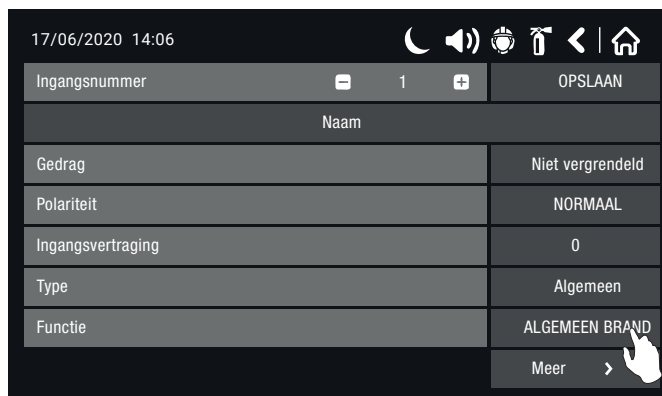 17/06/2020 14:06
Ingangsnummer 1 OPSLAAN
Naam
Gedrag Niet vergrendeld
Polariteit NORMAAL
Ingangsvertraging 0
Type Algemeen
Functie ALGEMEEN BRAND
Meer